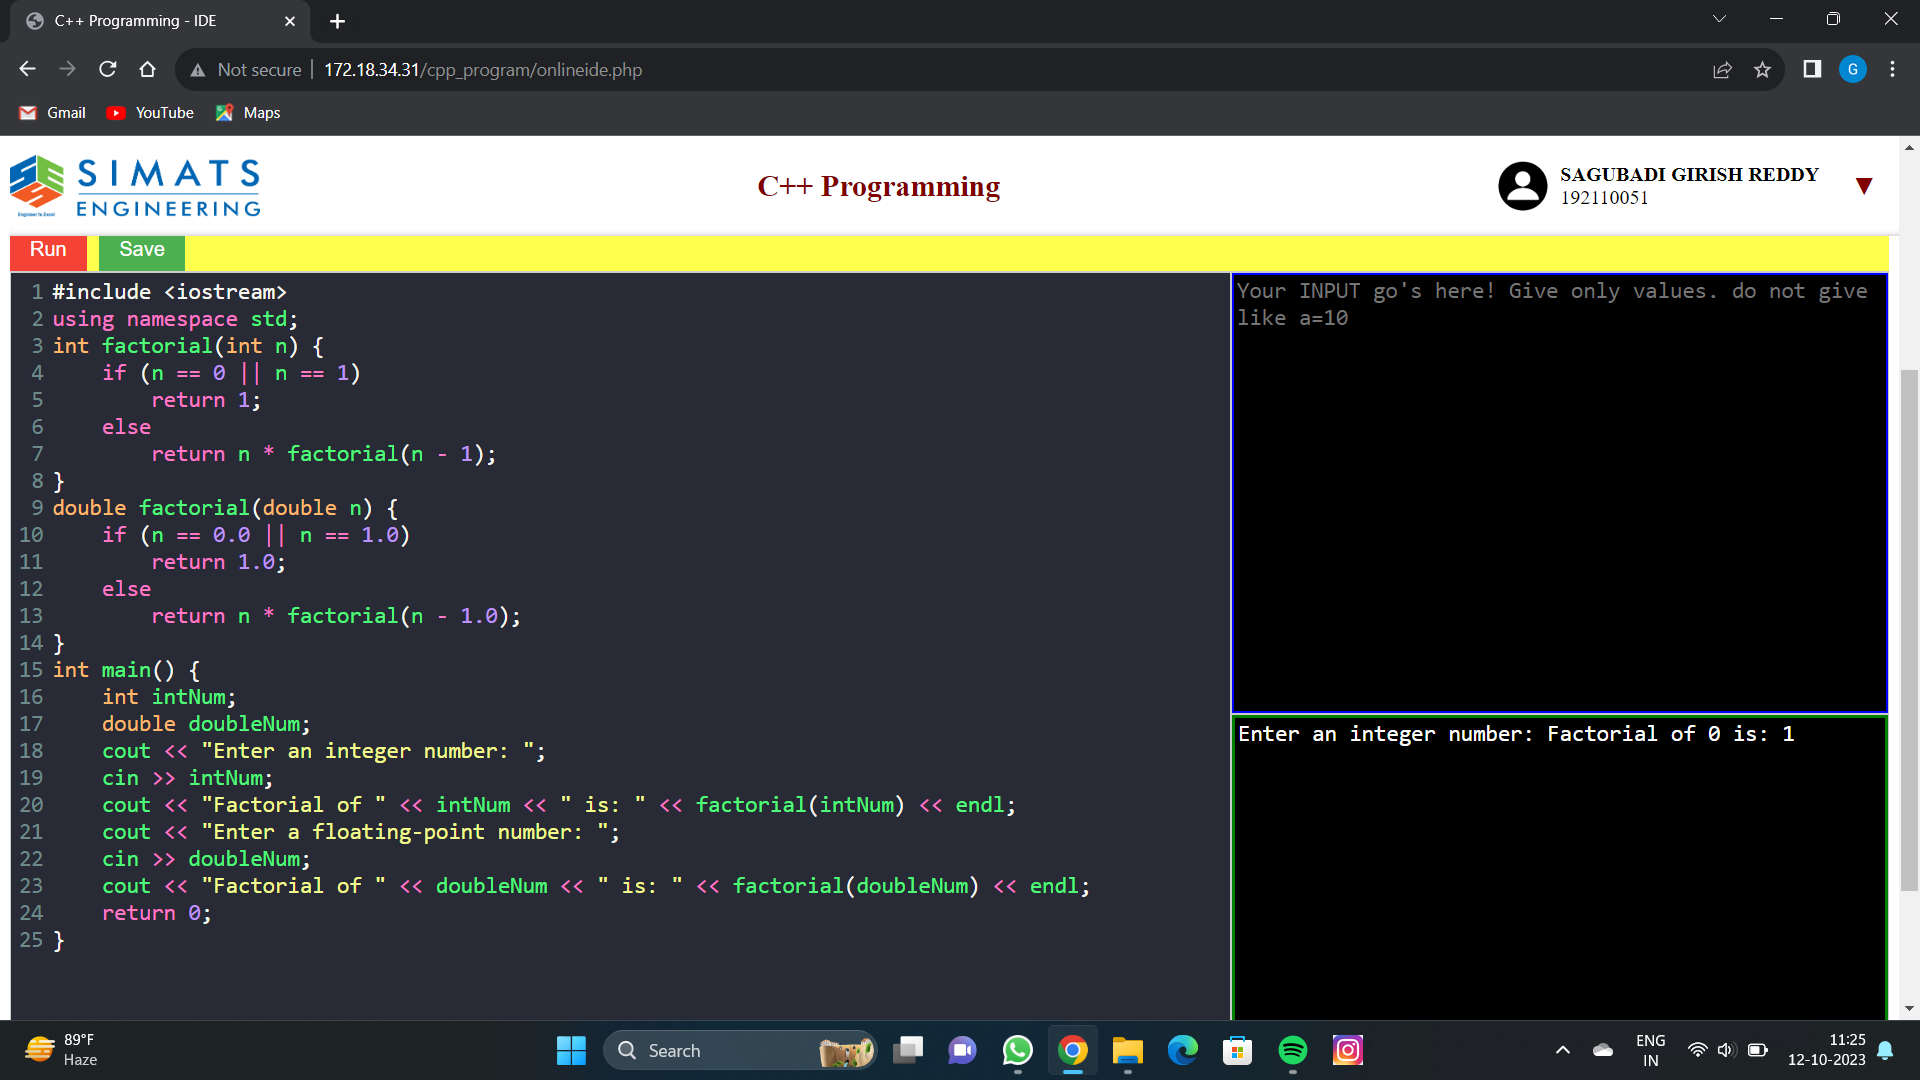 C++ Programming - IDE
Not secure 172.18.34.31/cpp_program/onlineide.php
G
Gmail YouTube Maps
SIMATS
ENGINEERING
Engineer to Excel
C++ Programming
SAGUBADI GIRISH REDDY
192110051
Run Save
1 #include <iostream>
2 using namespace std;
3 int factorial(int n) {
4     if (n == 0 || n == 1)
5         return 1;
6     else
7         return n * factorial(n - 1);
8 }
9 double factorial(double n) {
10     if (n == 0.0 || n == 1.0)
11         return 1.0;
12     else
13         return n * factorial(n - 1.0);
14 }
15 int main() {
16     int intNum;
17     double doubleNum;
18     cout << "Enter an integer number: ";
19     cin >> intNum;
20     cout << "Factorial of " << intNum << " is: " << factorial(intNum) << endl;
21     cout << "Enter a floating-point number: ";
22     cin >> doubleNum;
23     cout << "Factorial of " << doubleNum << " is: " << factorial(doubleNum) << endl;
24     return 0;
25 }
Your INPUT go's here! Give only values. do not give
like a=10
Enter an integer number: Factorial of 0 is: 1
89°F
Haze
Search
ENG
IN
11:25
12-10-2023